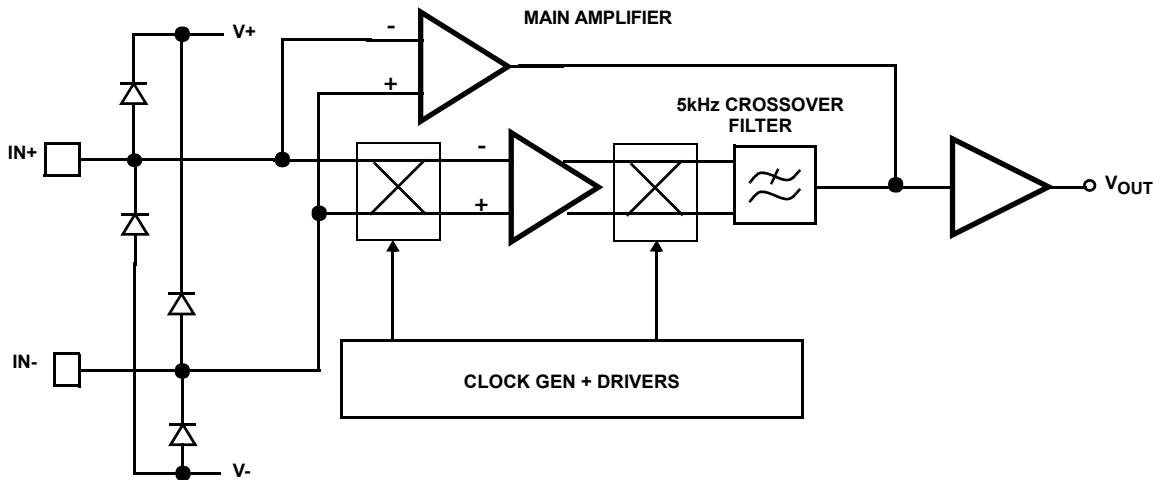 MAIN AMPLIFIER
V+
-
+
5kHz CROSSOVER
FILTER
IN+
-
+
VOUT
IN-
CLOCK GEN + DRIVERS
V-